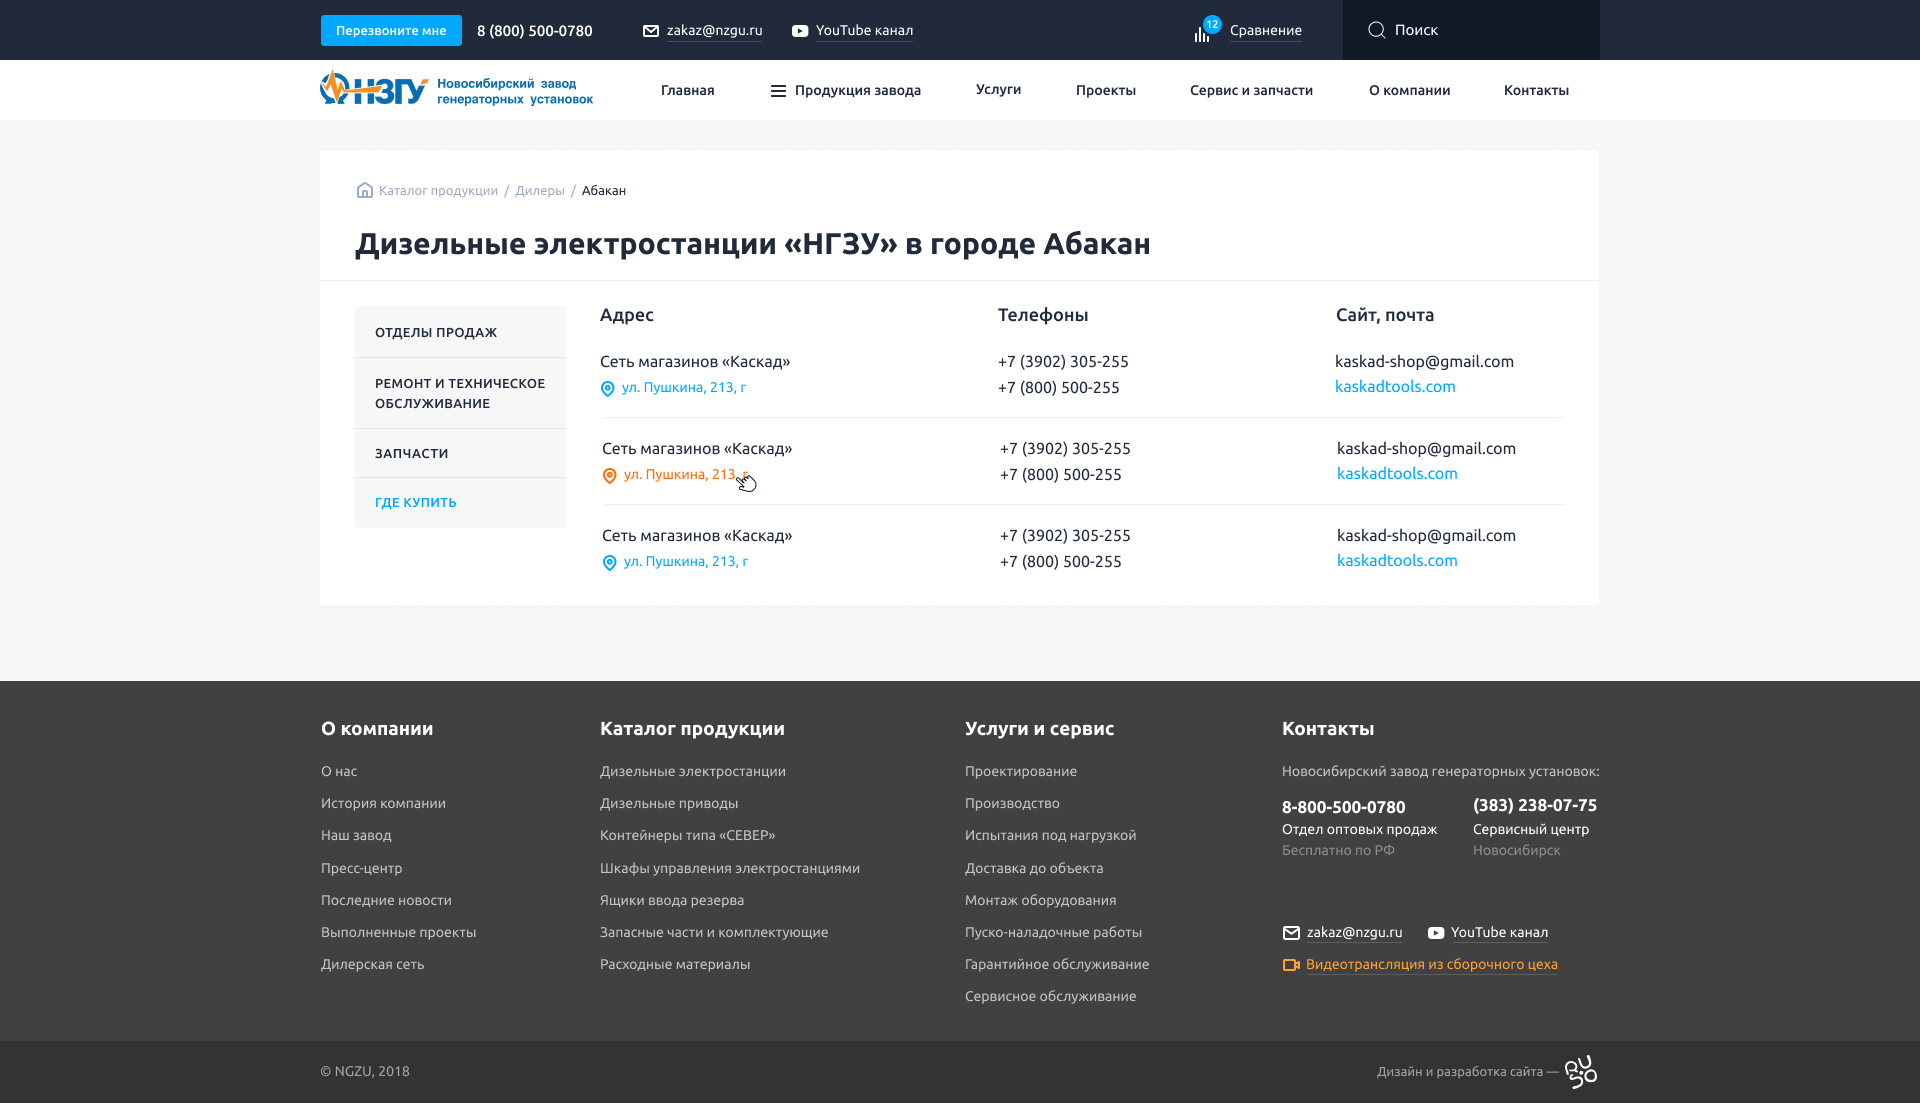 Перезвоните мне
8 (800) 500-0780
zakaz@nzgu.ru
YouTube канал
12
Сравнение
Поиск
НЗГУ
Новосибирский завод
генераторных установок
Главная
Продукция завода
Услуги
Проекты
Сервис и запчасти
О компании
Контакты
Каталог продукции / Дилеры / Абакан
Дизельные электростанции «НГЗУ» в городе Абакан
ОТДЕЛЫ ПРОДАЖ
РЕМОНТ И ТЕХНИЧЕСКОЕ
ОБСЛУЖИВАНИЕ
ЗАПЧАСТИ
ГДЕ КУПИТЬ
Адрес
Телефоны
Сайт, почта
Сеть магазинов «Каскад»
+7 (3902) 305-255
kaskad-shop@gmail.com
ул. Пушкина, 213, г
+7 (800) 500-255
kaskadtools.com
Сеть магазинов «Каскад»
+7 (3902) 305-255
kaskad-shop@gmail.com
ул. Пушкина, 213, г
+7 (800) 500-255
kaskadtools.com
Сеть магазинов «Каскад»
+7 (3902) 305-255
kaskad-shop@gmail.com
ул. Пушкина, 213, г
+7 (800) 500-255
kaskadtools.com
О компании
О нас
История компании
Наш завод
Пресс-центр
Последние новости
Выполненные проекты
Дилерская сеть
Каталог продукции
Дизельные электростанции
Дизельные приводы
Контейнеры типа «СЕВЕР»
Шкафы управления электростанциями
Ящики ввода резерва
Запасные части и комплектующие
Расходные материалы
Услуги и сервис
Проектирование
Производство
Испытания под нагрузкой
Доставка до объекта
Монтаж оборудования
Пуско-наладочные работы
Гарантийное обслуживание
Сервисное обслуживание
Контакты
Новосибирский завод генераторных установок:
8-800-500-0780
Отдел оптовых продаж
Бесплатно по РФ
(383) 238-07-75
Сервисный центр
Новосибирск
zakaz@nzgu.ru
YouTube канал
Видеотрансляция из сборочного цеха
© NGZU, 2018
Дизайн и разработка сайта —
RUSO